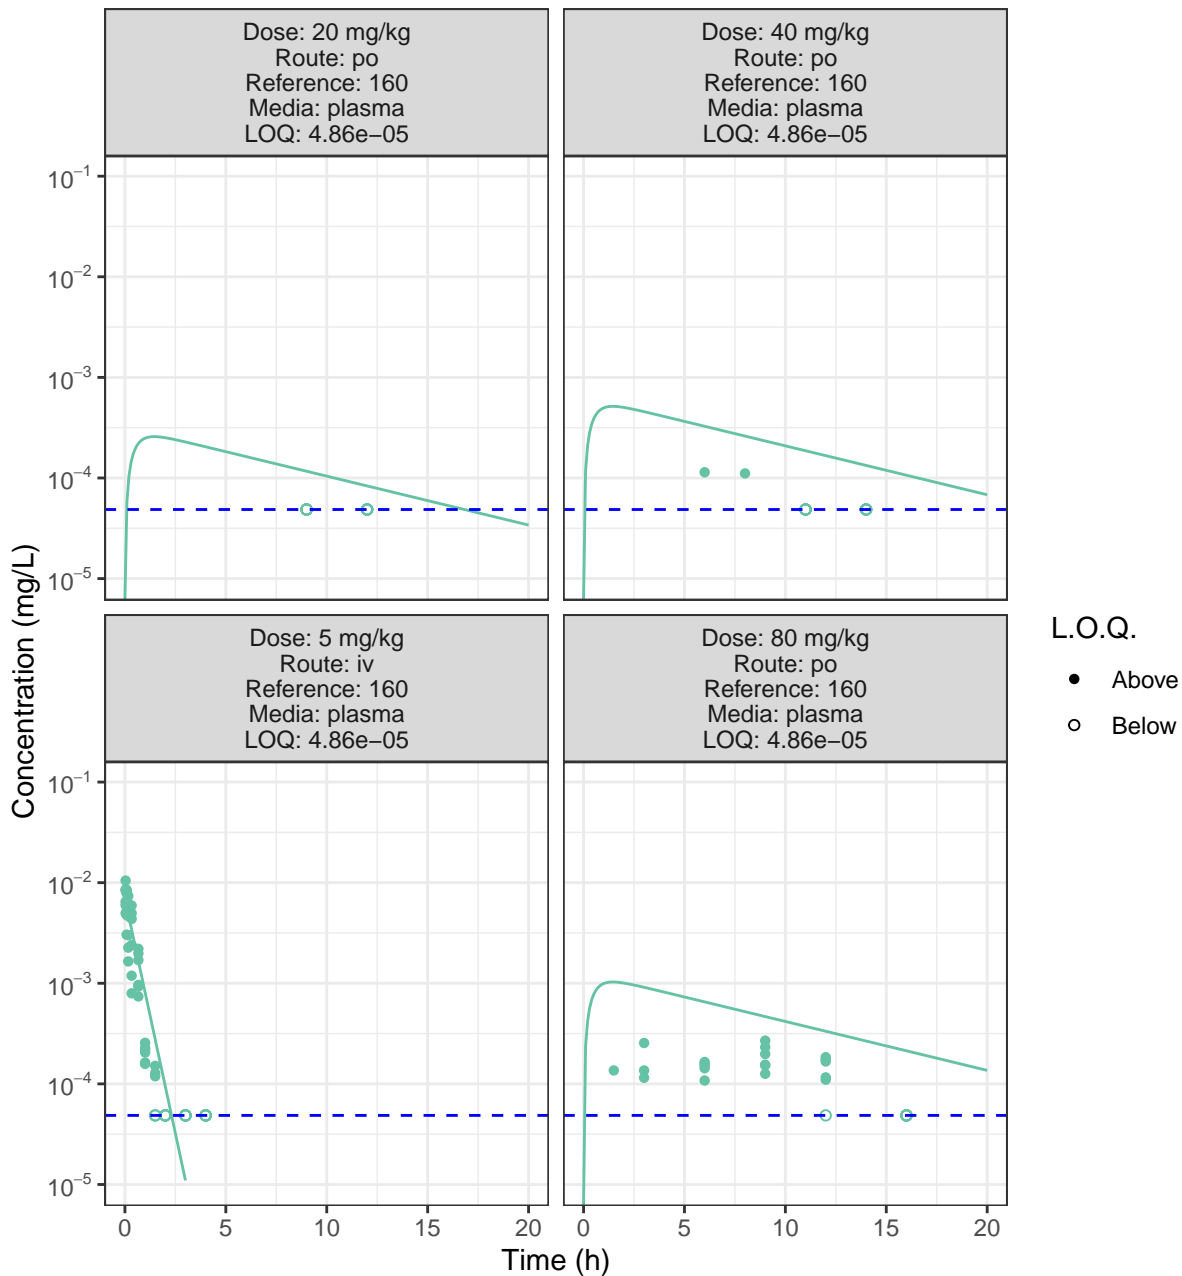 Dose: 20 mg/kg
Route: po
Reference: 160
Media: plasma
LOQ: 4.86e−05
Dose: 40 mg/kg
Route: po
Reference: 160
Media: plasma
LOQ: 4.86e−05
10⁻¹
10⁻²
10⁻³
10⁻⁴
10⁻⁵
Dose: 5 mg/kg
Route: iv
Reference: 160
Media: plasma
LOQ: 4.86e−05
Dose: 80 mg/kg
Route: po
Reference: 160
Media: plasma
LOQ: 4.86e−05
10⁻¹
10⁻²
10⁻³
10⁻⁴
10⁻⁵
0 5 10 15 20
0 5 10 15 20
Time (h)
Concentration (mg/L)
L.O.Q.
Above
Below